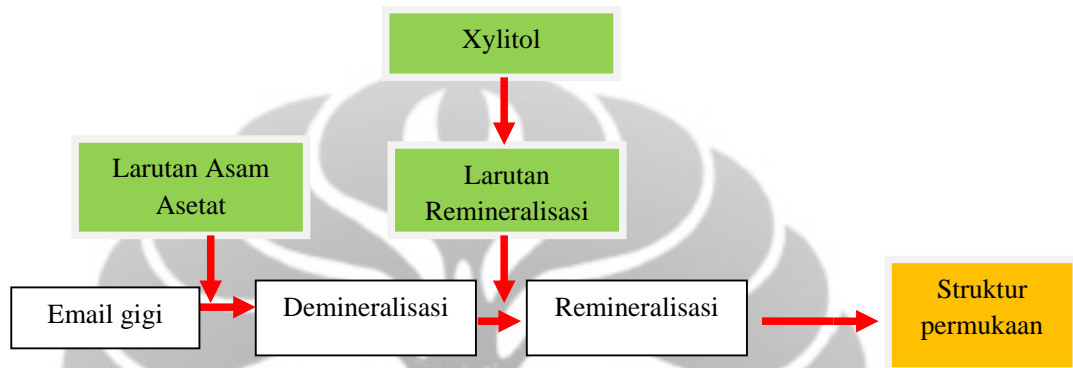 Xylitol
Larutan Asam
Asetat
Larutan
Remineralisasi
Email gigi
Demineralisasi
Remineralisasi
Struktur
permukaan